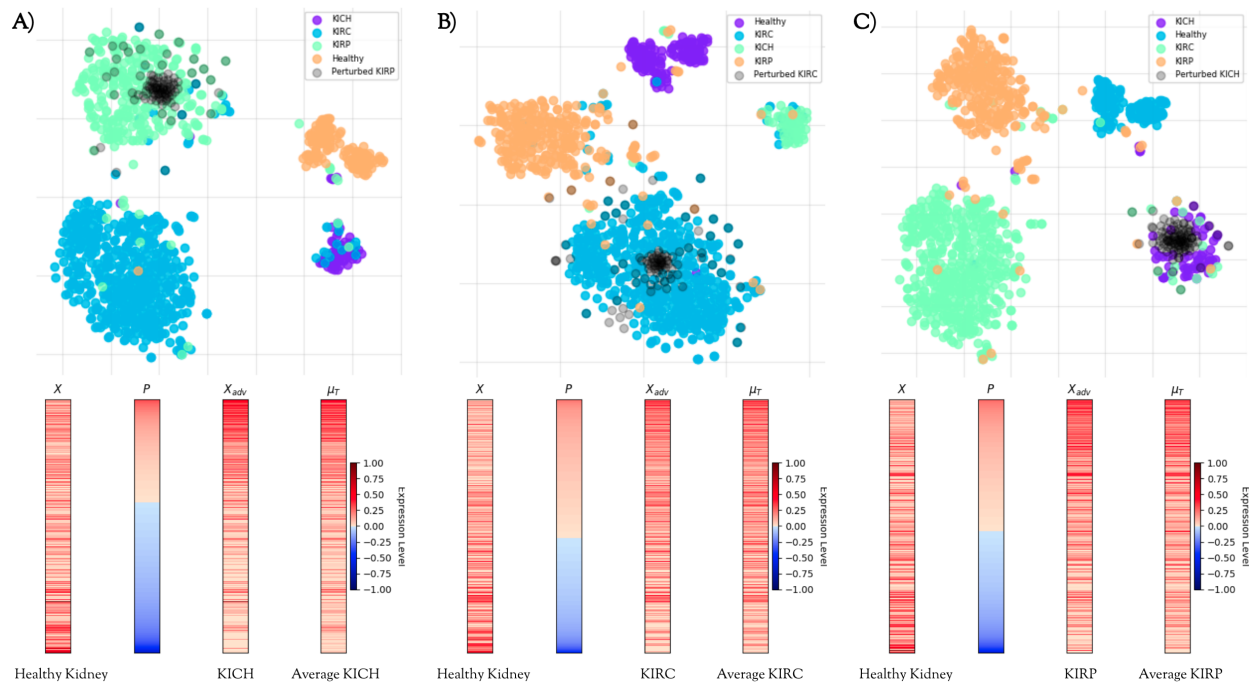 A)
KICH
KIRC
KIRP
Healthy
Perturbed KIRP
B)
Healthy
KIRC
KICH
KIRP
Perturbed KIRC
C)
KICH
Healthy
KIRC
KIRP
Perturbed KICH
X P X_adv μ_T
1.00
0.75
0.50
0.25
0.00
−0.25
−0.50
−0.75
−1.00
Expression Level
Healthy Kidney KICH Average KICH
X P X_adv μ_T
1.00
0.75
0.50
0.25
0.00
−0.25
−0.50
−0.75
−1.00
Expression Level
Healthy Kidney KIRC Average KIRC
X P X_adv μ_T
1.00
0.75
0.50
0.25
0.00
−0.25
−0.50
−0.75
−1.00
Expression Level
Healthy Kidney KIRP Average KIRP